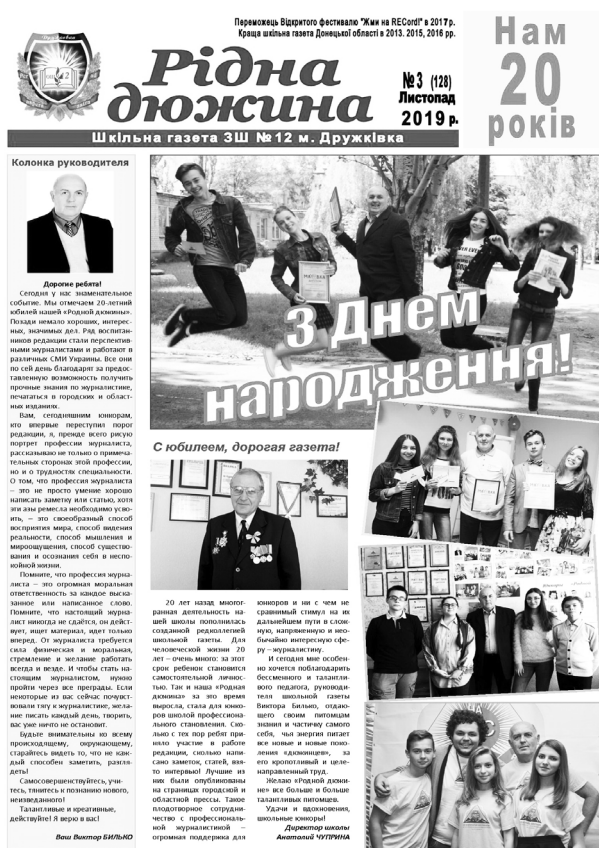 Переможець Відкритого фестивалю "Жми на RECordI" в 2017р.
Краща шкільна газета Донецької області в 2013. 2015, 2016 рр.
Рідна
дюжина
№3 (128)
Листопад
2019 р.
Нам
20
років
Шкільна газета ЗШ №12 м. Дружківка
Колонка руководителя
Дорогие ребята!
Сегодня у нас знаменательное
событие. Мы отмечаем 20-летний
юбилей нашей «Родной дюжины».
Позади немало хороших, интерес-
ных, значимых дел. Ряд воспитан-
ников редакции стали перспектив-
ными журналистами и работают в
различных СМИ Украины. Все они
по сей день благодарят за предо-
ставленную возможность получить
прочные знания по журналистике,
печататься в городских и област-
ных изданиях.
Вам, сегодняшним юнкорам,
кто впервые переступил порог
редакции, я, прежде всего рисую
портрет профессии журналиста,
рассказываю не только о примеча-
тельных сторонах этой профессии,
но и о трудностях специальности.
О том, что профессия журналиста
– это не просто умение хорошо
написать заметку или статью, хотя
эти азы ремесла необходимо усво-
ить, – это своеобразный способ
восприятия мира, способ видения
реальности, способ мышления и
мироощущения, способ существо-
вания и осознания себя в неспо-
койной жизни.
Помните, что профессия журна-
листа – это огромная моральная
ответственность за каждое выска-
занное или написанное слово.
Помните, что настоящий журна-
лист никогда не сдаётся, он дейст-
вует, ищет материал, идет только
вперед. От журналиста требуется
сила физическая и моральная,
стремление и желание работать
всегда и везде. И чтобы стать на-
стоящим журналистом, нужно
пройти через все преграды. Если
некоторые из вас сейчас почувст-
вовали тягу к журналистике, жела-
ние писать каждый день, творить,
вас уже ничто не остановит.
Будьте внимательны ко всему
происходящему, окружающему,
старайтесь видеть то, что не каж-
дый способен заметить, разгля-
деть!
Самосовершенствуйтесь, учи-
тесь, тянитесь к познанию нового,
неизведанного!
Талантливые и креативные,
действуйте! Я верю в вас!
Ваш Виктор БИЛЬКО
З Днем
народження!
С юбилеем, дорогая газета!
20 лет назад многог-
ранная деятельность на-
шей школы пополнилась
созданной редколлегией
школьной газеты. Для
человеческой жизни 20
лет – очень много: за этот
срок ребенок становится
самостоятельной лично-
стью. Так и наша «Родная
дюжина» за это время
выросла, стала для юнко-
ров школой профессио-
нального становления. Сколь-
ко с тех пор ребят при-
няло участие в работе
редакции, сколько напи-
сано заметок, статей, взя-
то интервью! Лучшие из
них были опубликованы
на страницах городской и
областной прессы. Такое
плодотворное сотрудни-
чество с профессиональ-
ной журналистикой –
огромная поддержка для
юнкоров и ни с чем не
сравнимый стимул на их
дальнейшем пути в слож-
ную, напряженную и нео-
бычайно интересную сфе-
ру – журналистику.
И сегодня мне особен-
но хочется поблагодарить
бессменного и талантли-
вого педагога, руководи-
теля школьной газеты
Виктора Билько, отдаю-
щего своим питомцам
знания и частичку самого
себя, чья энергия питает
все новые и новые поко-
ления «дюжинцев», за
его кропотливый и целе-
направленный труд.
Желаю «Родной дюжи-
не» все больше и больше
талантливых питомцев.
Удачи и вдохновения,
школьные юнкоры!
Директор школы
Анатолий ЧУПРИНА